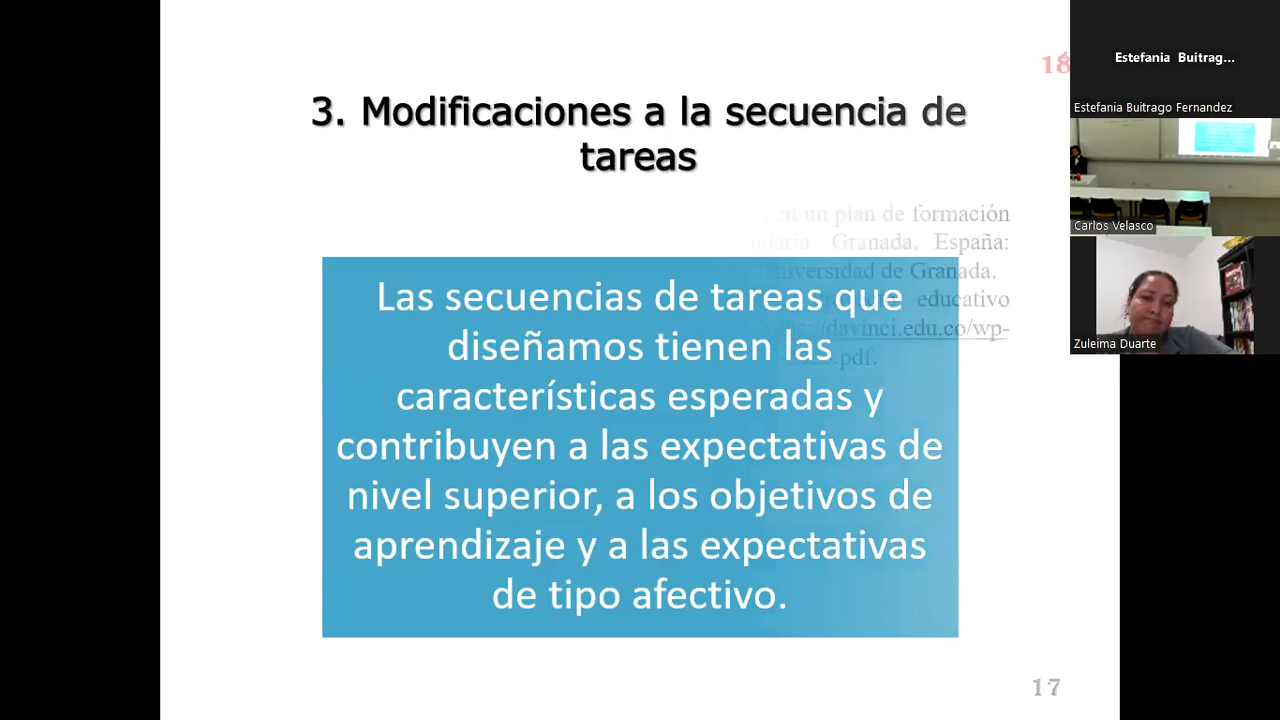 18
3. Modificaciones a la secuencia de
tareas
en un plan de formación
Granada, España:
Universidad de Granada.
educativo
//davinci.edu.co/wp-
.pdf.
Las secuencias de tareas que
diseñamos tienen las
características esperadas y
contribuyen a las expectativas de
nivel superior, a los objetivos de
aprendizaje y a las expectativas
de tipo afectivo.
17
Estefania Buitrag...
Estefania Buitrago Fernandez
Carlos Velasco
Zuleima Duarte